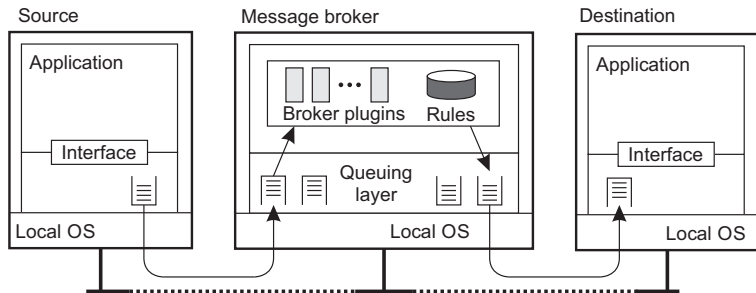 Source
Message broker
Destination
Application
Broker plugins
Rules
Application
Interface
Queuing
layer
Interface
Local OS
Local OS
Local OS